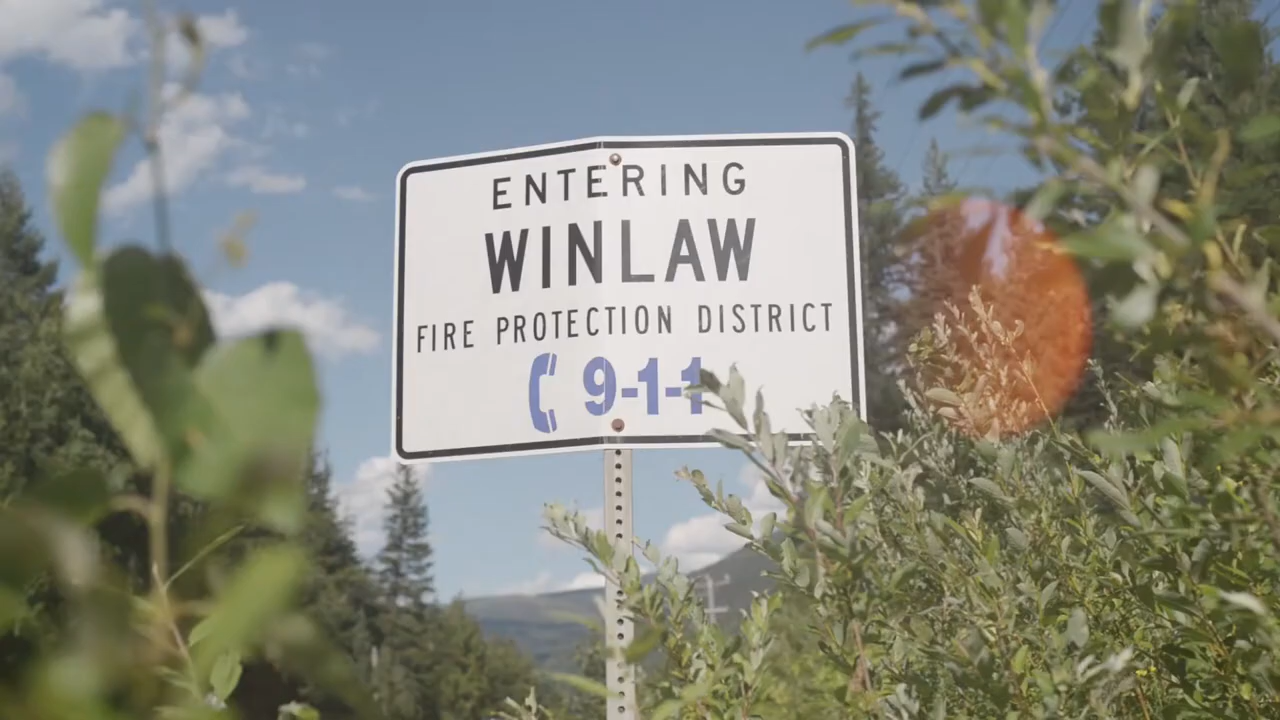 ENTERING
WINLAW
FIRE PROTECTION DISTRICT
9-1-1